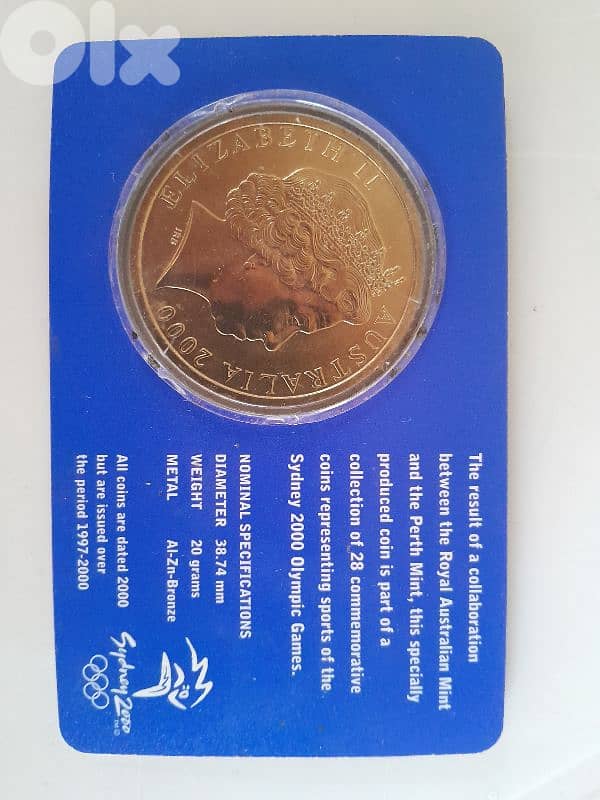 Olx
ELIZABETH II
AUSTRALIA 2000
IRB
The result of a collaboration
between the Royal Australian Mint
and the Perth Mint, this specially
produced coin is part of a
collection of 28 commemorative
coins representing sports of the
Sydney 2000 Olympic Games.
NOMINAL SPECIFICATIONS
DIAMETER 38.74 mm
WEIGHT 20 grams
METAL Al-Zn-Bronze
All coins are dated 2000
but are issued over
the period 1997-2000
Sydney 2000
TM©